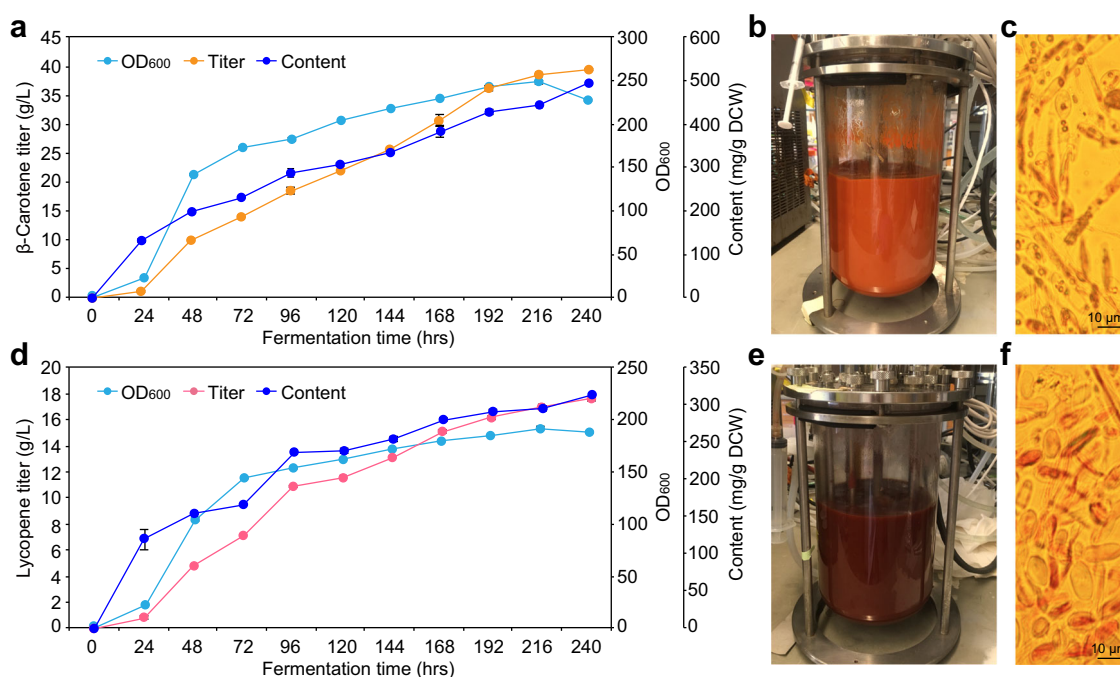 a
b
c
β-Carotene titer (g/L)
45
40
35
30
25
20
15
10
5
0
OD600
Titer
Content
300
250
200
150
100
50
0
OD600
600
500
400
300
200
100
0
Content (mg/g DCW)
0 24 48 72 96 120 144 168 192 216 240
Fermentation time (hrs)
10 µm
d
e
f
Lycopene titer (g/L)
20
18
16
14
12
10
8
6
4
2
0
OD600
Titer
Content
250
200
150
100
50
0
OD600
350
300
250
200
150
100
50
0
Content (mg/g DCW)
0 24 48 72 96 120 144 168 192 216 240
Fermentation time (hrs)
10 µm